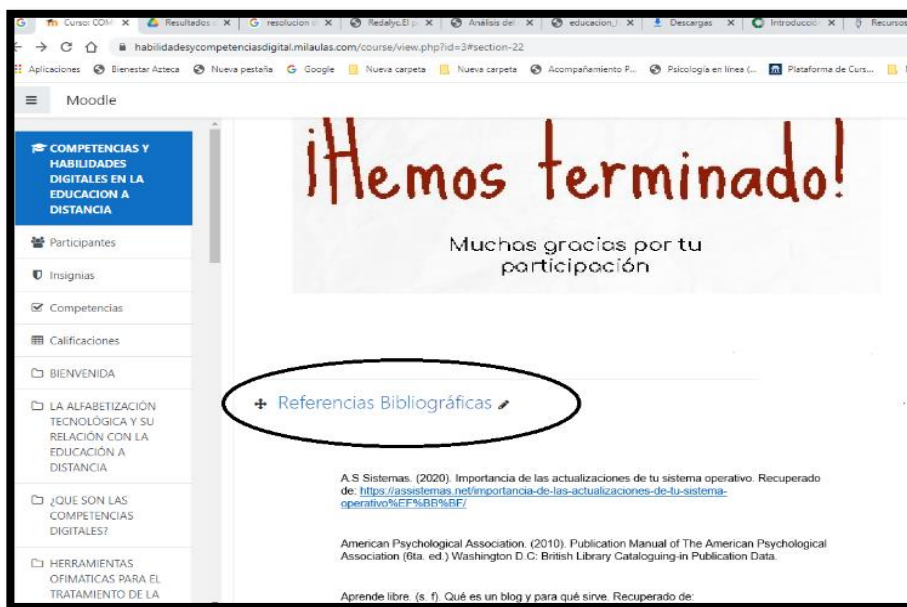 Curso: COM
Resultados
resolucion
Redalyc.El p
Análisis del
educacion_
Descargas
Introducció
Recursos
habilidadesycompetenciasdigital.milaulas.com/course/view.php?id=3#section-22
Aplicaciones Bienestar Azteca Nueva pestaña Google Nueva carpeta Nueva carpeta Acompañamiento P... Psicología en línea (... Plataforma de Curs...
Moodle
COMPETENCIAS Y
HABILIDADES
DIGITALES EN LA
EDUCACION A
DISTANCIA
Participantes
Insignias
Competencias
Calificaciones
BIENVENIDA
LA ALFABETIZACIÓN
TECNOLÓGICA Y SU
RELACIÓN CON LA
EDUCACIÓN A
DISTANCIA
¿QUE SON LAS
COMPETENCIAS
DIGITALES?
HERRAMIENTAS
OFIMATICAS PARA EL
TRATAMIENTO DE LA
¡Hemos terminado!
Muchas gracias por tu
participación
Referencias Bibliográficas
A.S Sistemas. (2020). Importancia de las actualizaciones de tu sistema operativo. Recuperado
de: https://assistemas.net/importancia-de-las-actualizaciones-de-tu-sistema-
operativo%EF%BB%BF/
American Psychological Association. (2010). Publication Manual of The American Psychological
Association (6ta. ed.) Washington D.C: British Library Cataloguing-in Publication Data.
Aprende libre. (s. f). Qué es un blog y para qué sirve. Recuperado de: